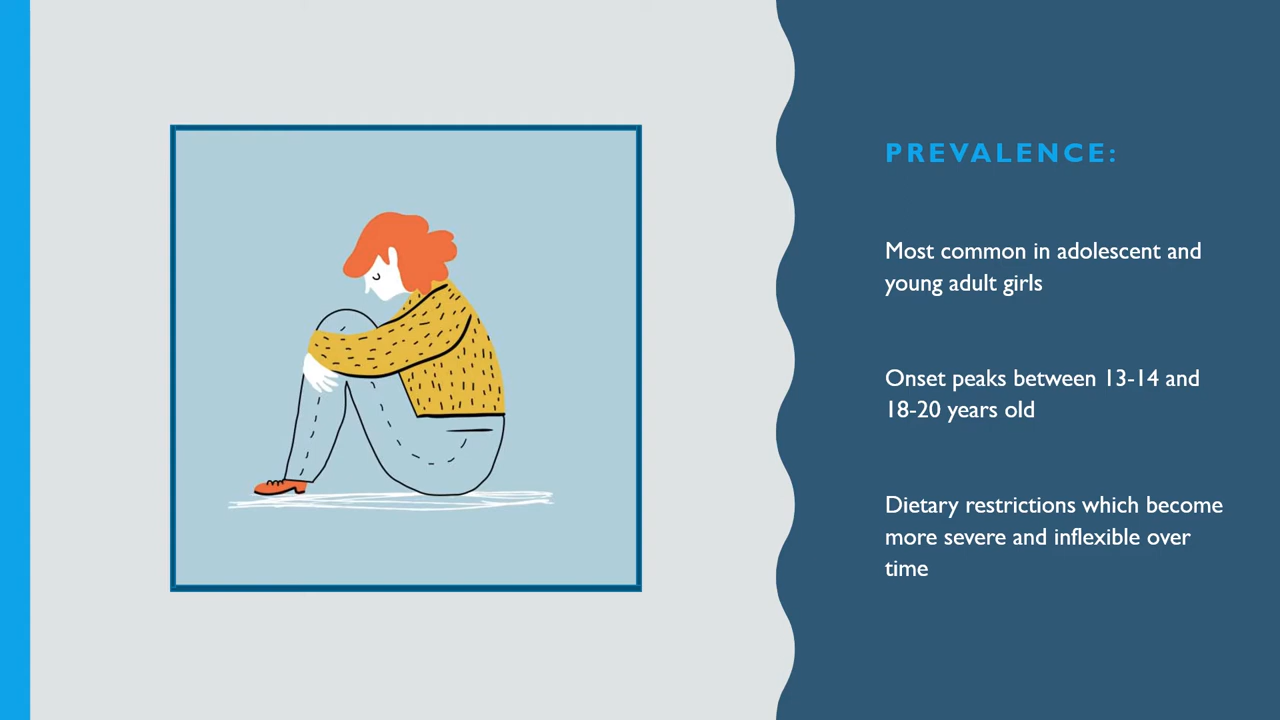 PREVALENCE:
Most common in adolescent and
young adult girls
Onset peaks between 13-14 and
18-20 years old
Dietary restrictions which become
more severe and inflexible over
time